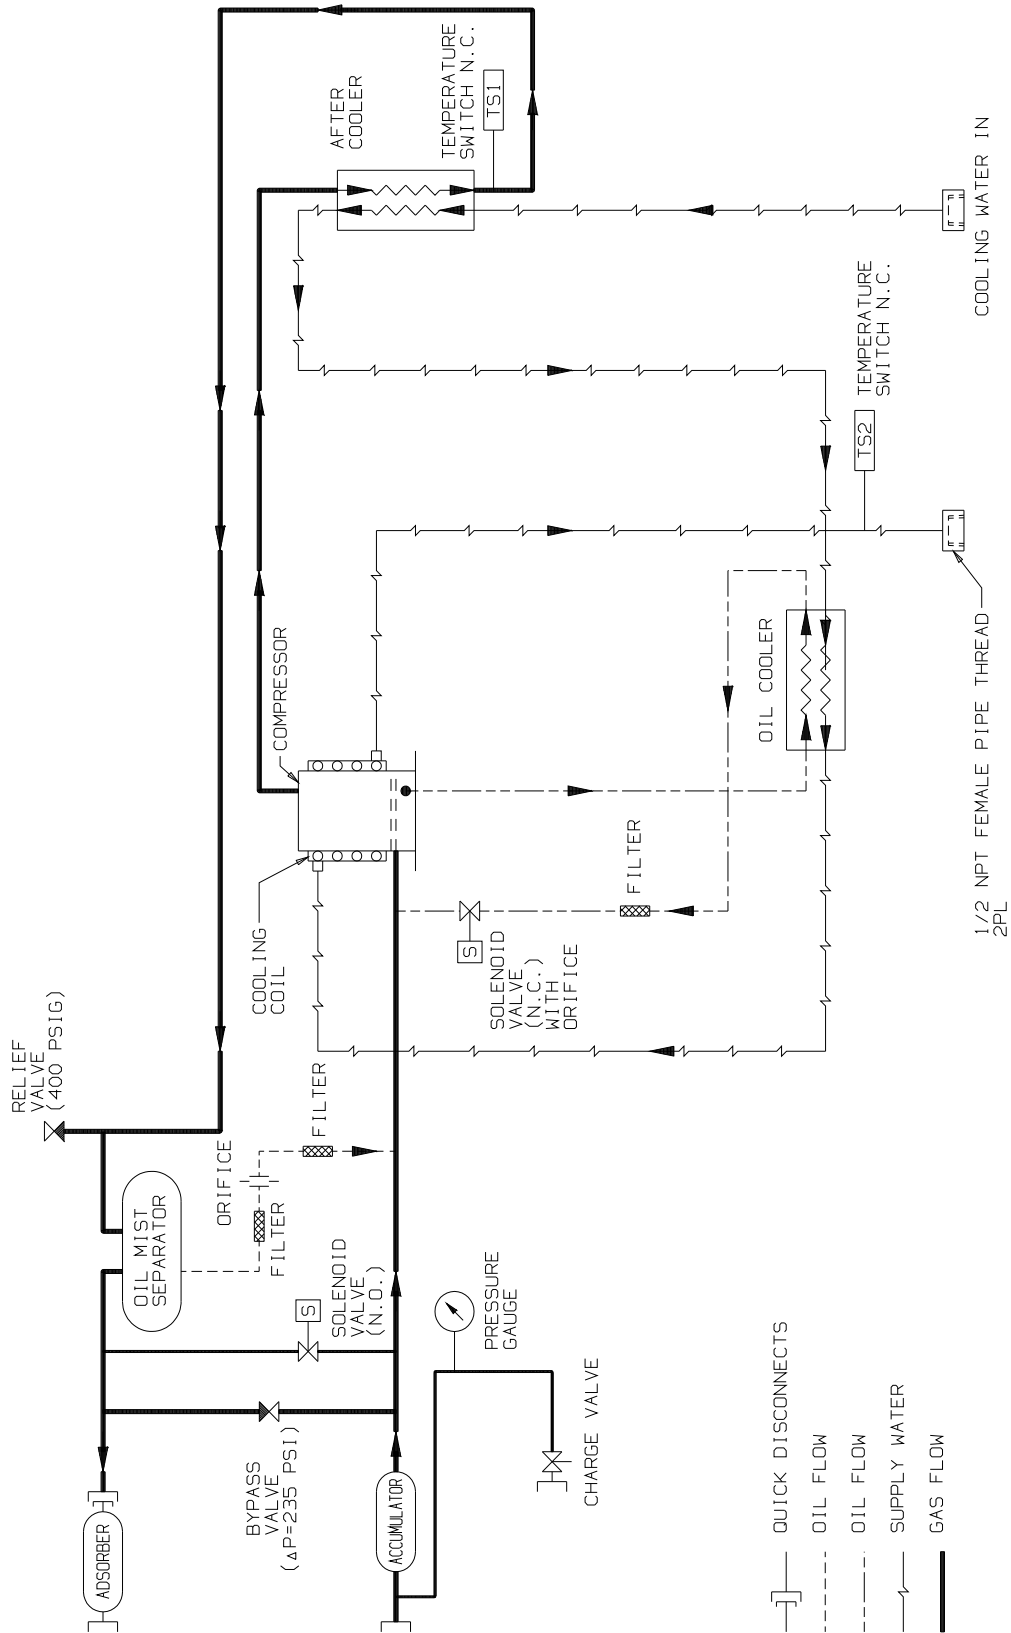 RELIEF
VALVE
(400 PSIG)
AFTER
COOLER
TEMPERATURE
SWITCH N.C.
TS1
COOLING WATER IN
TEMPERATURE
SWITCH N.C.
TS2
COMPRESSOR
OIL COOLER
1/2 NPT FEMALE PIPE THREAD
2PL
COOLING
COIL
FILTER
S
SOLENOID
VALVE
(N.C.)
WITH
ORIFICE
FILTER
ORIFICE
FILTER
OIL MIST
SEPARATOR
S
SOLENOID
VALVE
(N.O.)
PRESSURE
GAUGE
CHARGE VALVE
BYPASS
VALVE
(ΔP=235 PSI)
ADSORBER
ACCUMULATOR
QUICK DISCONNECTS
OIL FLOW
OIL FLOW
SUPPLY WATER
GAS FLOW